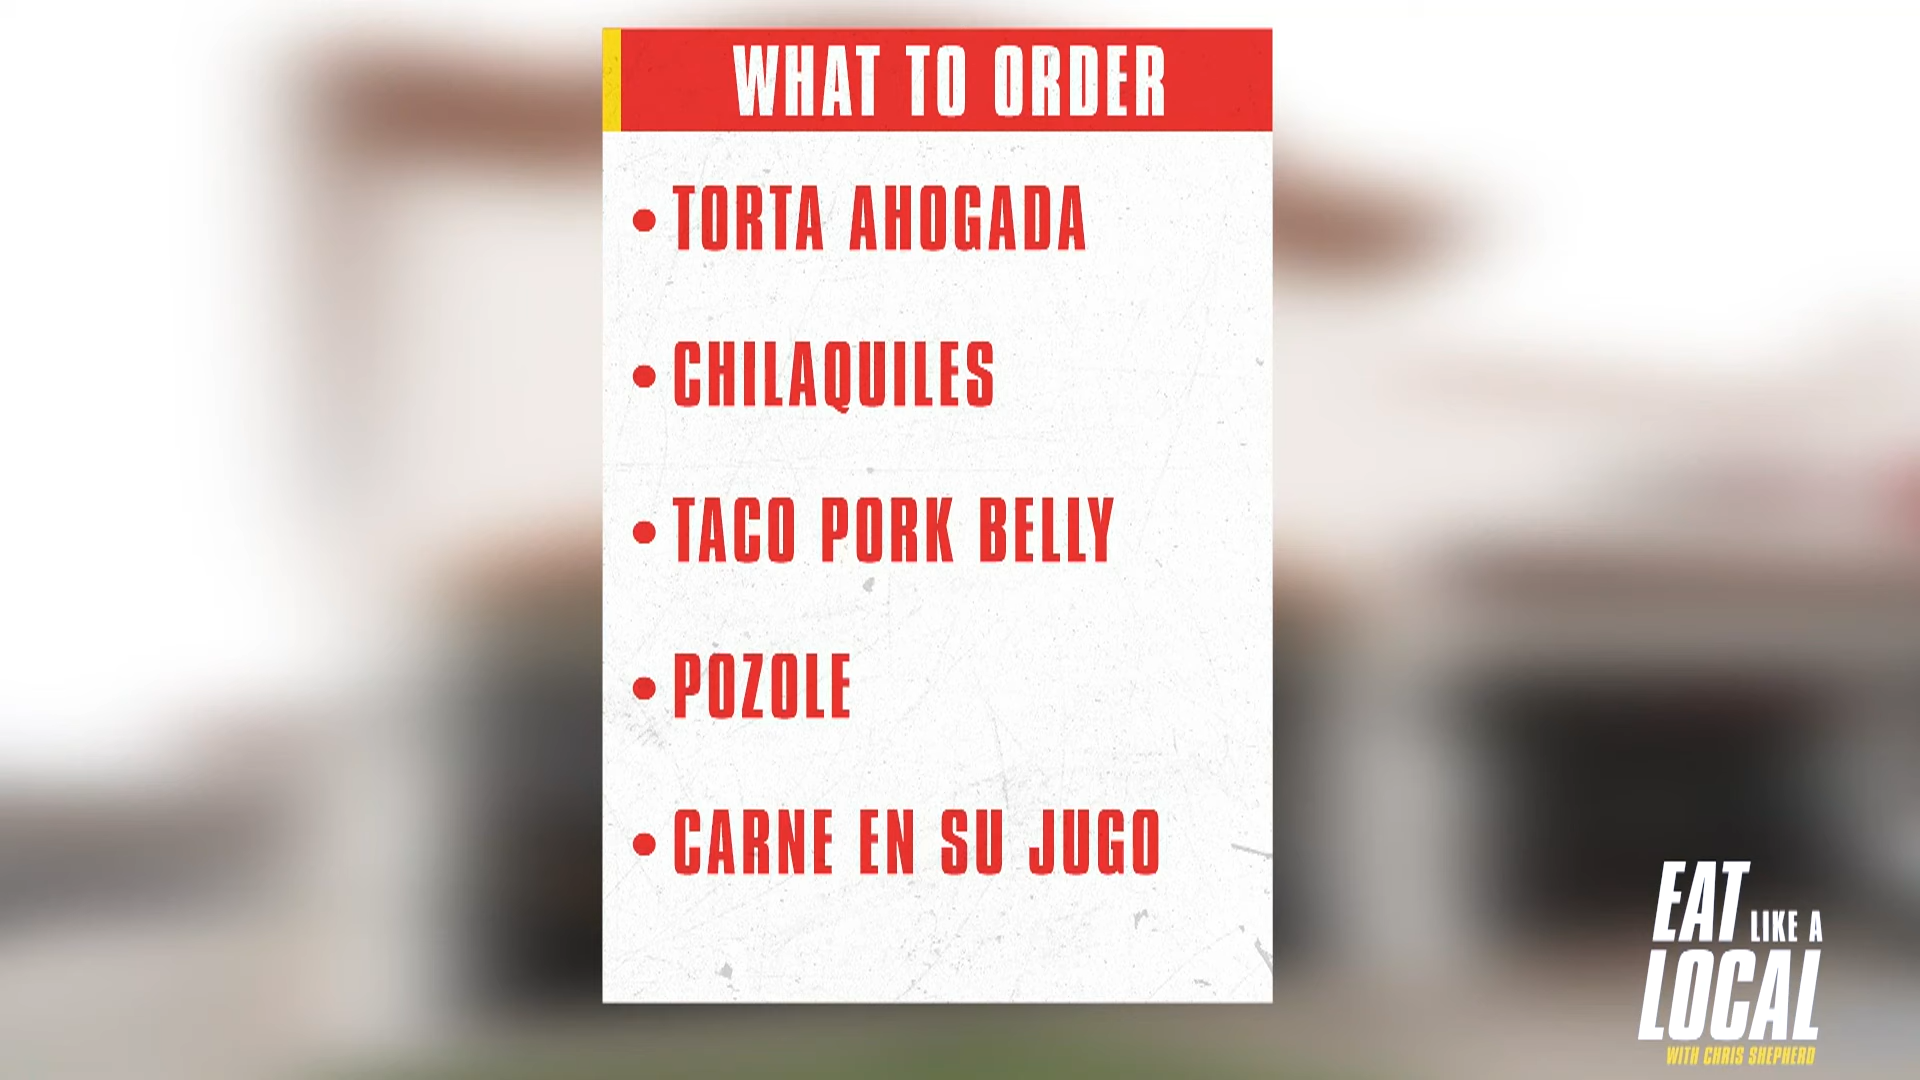 WHAT TO ORDER
• TORTA AHOGADA
• CHILAQUILES
• TACO PORK BELLY
• POZOLE
• CARNE EN SU JUGO
EAT LIKE A
LOCAL
WITH CHRIS SHEPHERD